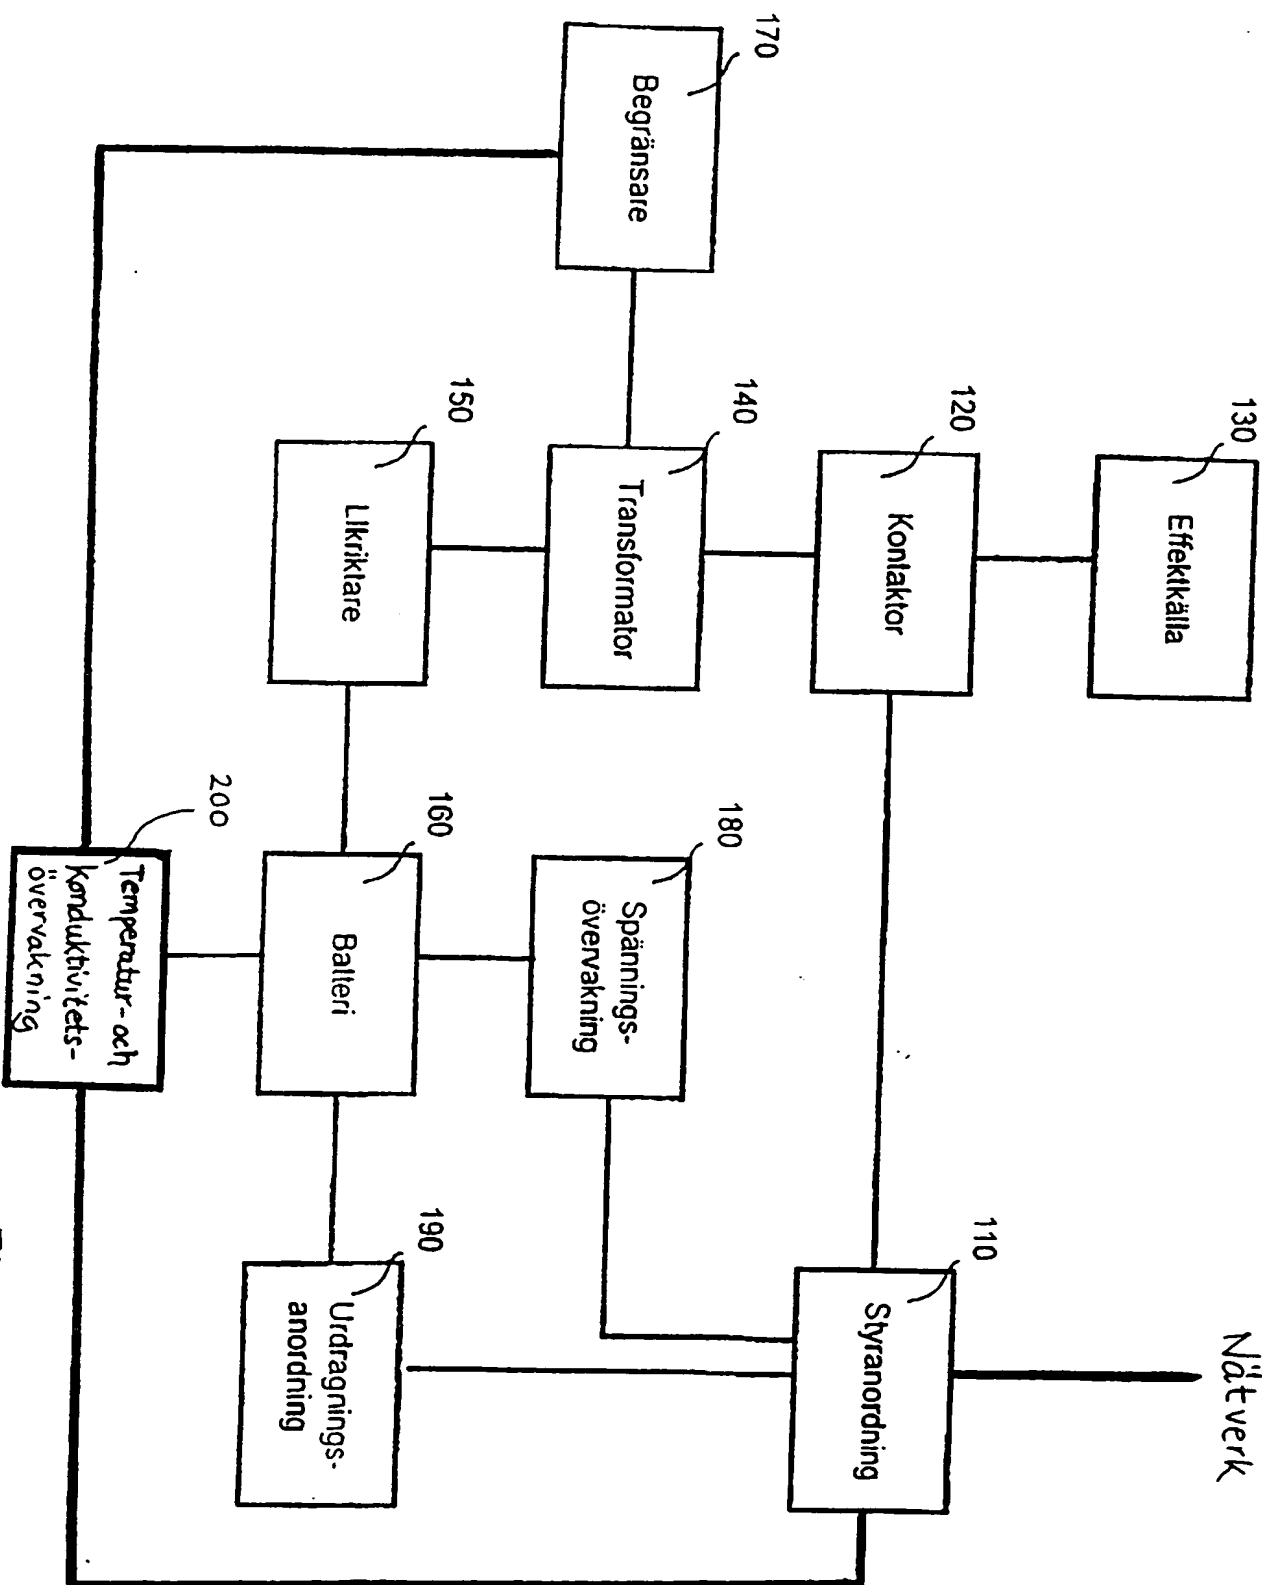 130
Effektkälla
Nätverk
120
Kontaktor
110
Styranordning
170
Begränsare
140
Transformator
180
Spännings-
övervakning
150
Likriktare
160
Batteri
190
Urdragnings-
anordning
200
Temperatur- och
Konduktivitets-
övervakning